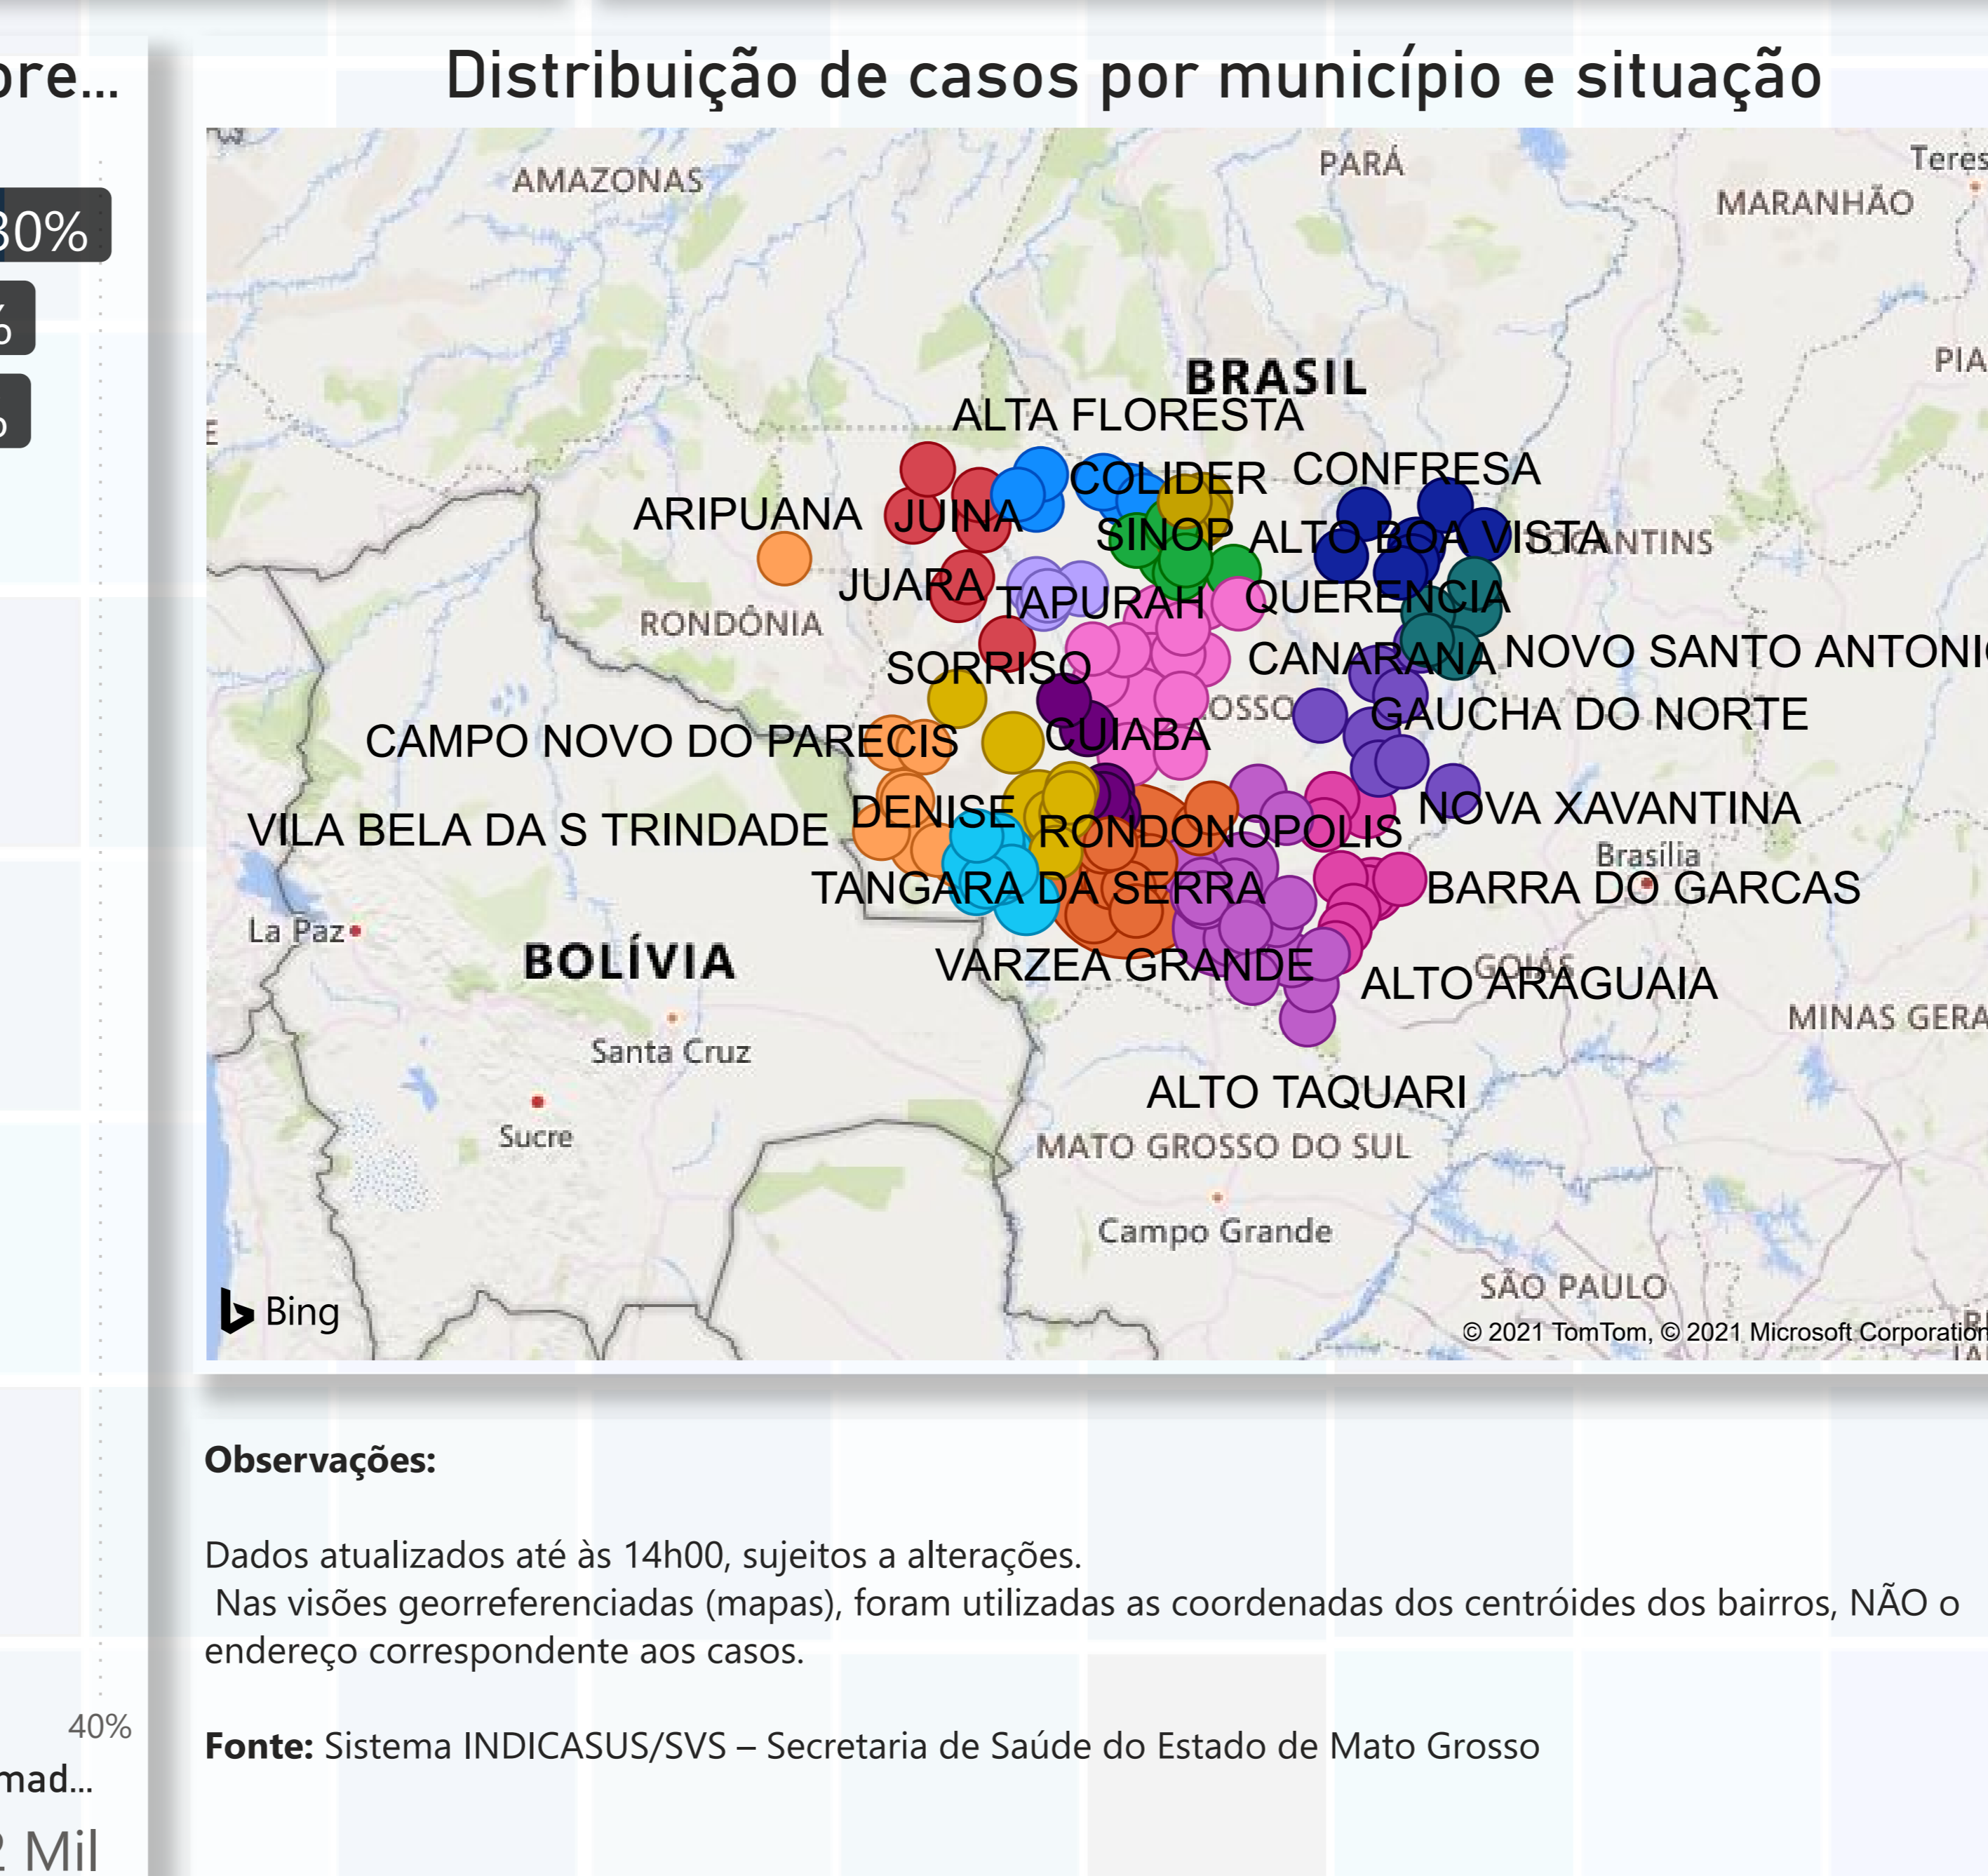 Distribuição de casos por município e situação
AMAZONAS
PARÁ
MARANHÃO
BRASIL
ALTA FLORESTA
COLIDER
CONFRESA
ARIPUANA
JUINA
SINOP
ALTO BOA VISTA
JUARA
TAPURAH
QUERENCIA
RONDÔNIA
SORRISO
CANARANA
CAMPO NOVO DO PARECIS
CUIABA
GAUCHA DO NORTE
VILA BELA DA S TRINDADE
DENISE
RONDONOPOLIS
NOVA XAVANTINA
Brasília
TANGARA DA SERRA
BARRA DO GARCAS
La Paz
BOLÍVIA
VARZEA GRANDE
GOIÁS
ALTO ARAGUAIA
Santa Cruz
ALTO TAQUARI
Sucre
MATO GROSSO DO SUL
Campo Grande
SÃO PAULO
Bing
© 2021 TomTom, © 2021 Microsoft Corporation
Observações:
Dados atualizados até às 14h00, sujeitos a alterações.
Nas visões georreferenciadas (mapas), foram utilizadas as coordenadas dos centróides dos bairros, NÃO o
endereço correspondente aos casos.
40%
Fonte: Sistema INDICASUS/SVS – Secretaria de Saúde do Estado de Mato Grosso
Mil